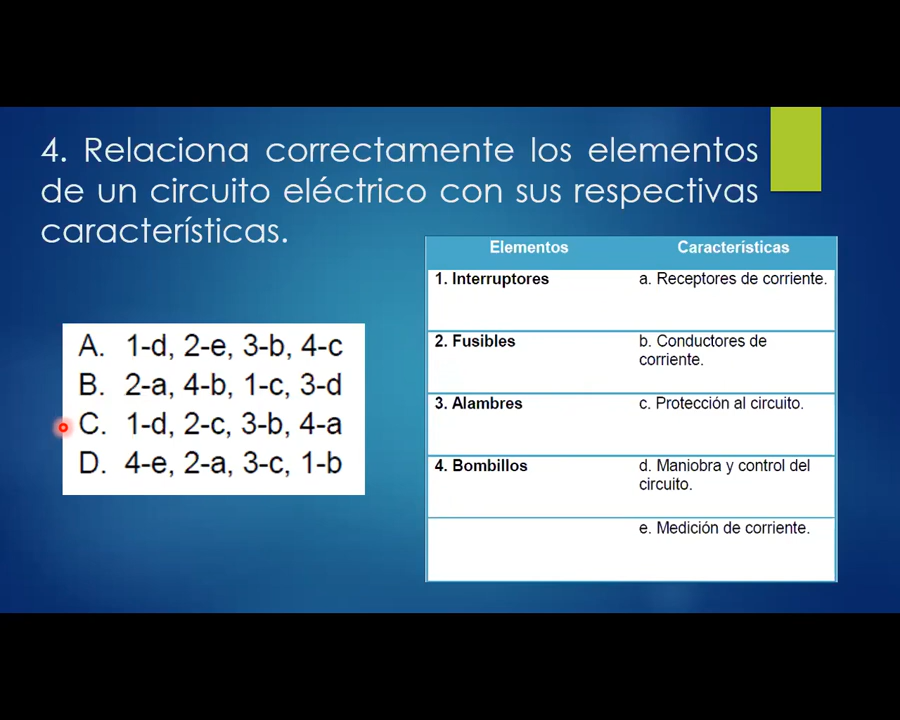 4. Relaciona correctamente los elementos
de un circuito eléctrico con sus respectivas
características.
A. 1-d, 2-e, 3-b, 4-c
B. 2-a, 4-b, 1-c, 3-d
C. 1-d, 2-c, 3-b, 4-a
D. 4-e, 2-a, 3-c, 1-b
Elementos Características
1. Interruptores a. Receptores de corriente.
2. Fusibles b. Conductores de
corriente.
3. Alambres c. Protección al circuito.
4. Bombillos d. Maniobra y control del
circuito.
e. Medición de corriente.